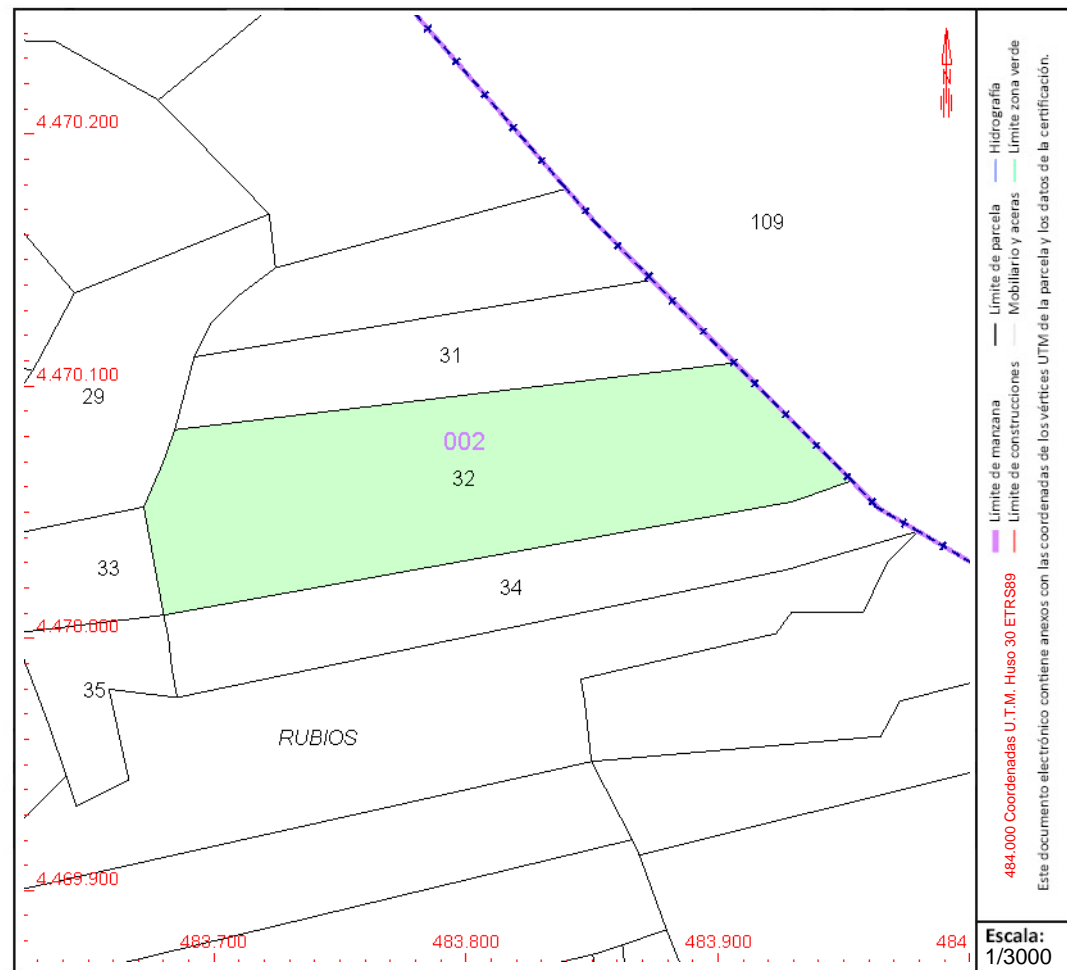 4.470.200
109
31
4.470.100
29
002
32
33
34
4.470.000
35
RUBIOS
4.469.900
483.700
483.800
483.900
484
Hidrografía
Límite zona verde
Límite de parcela
Mobiliario y aceras
Límite de manzana
Límite de construcciones
484.000 Coordenadas U.T.M. Huso 30 ETRS89
Este documento electrónico contiene anexos con las coordenadas de los vértices UTM de la parcela y los datos de la certificación.
Escala:
1/3000